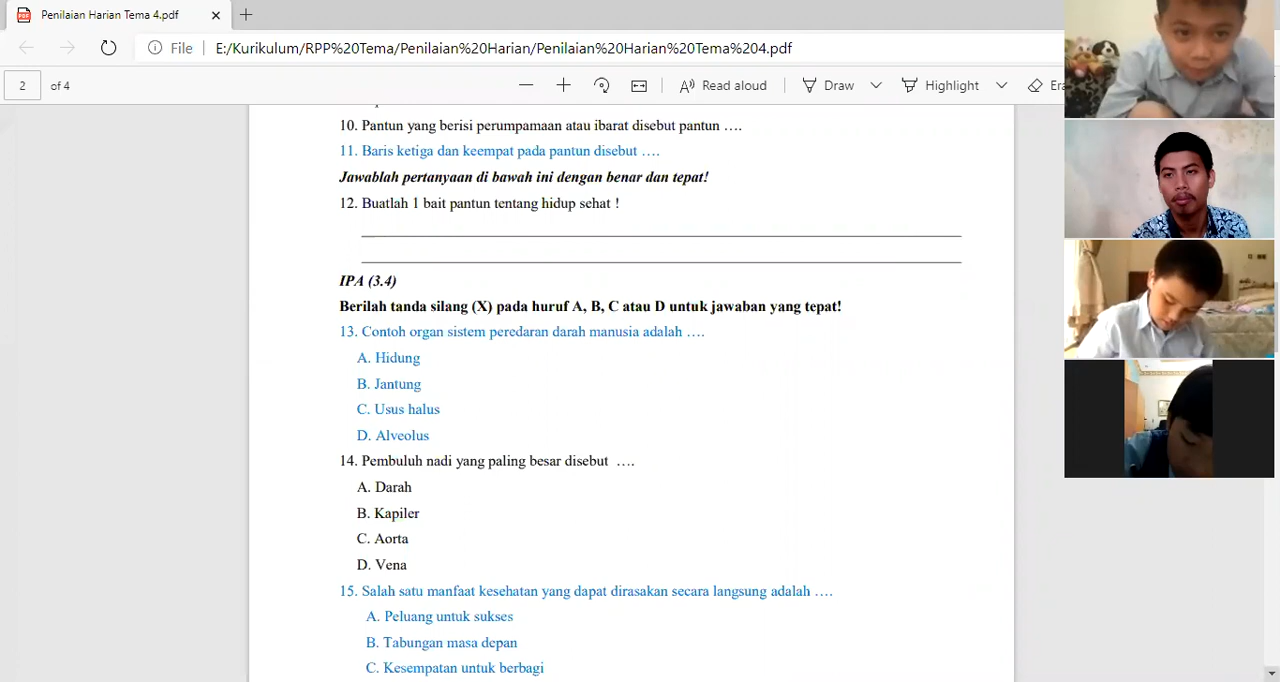 Penilaian Harian Tema 4.pdf
File E:/Kurikulum/RPP%20Tema/Penilaian%20Harian/Penilaian%20Harian%20Tema%204.pdf
2 of 4 Read aloud Draw Highlight Era
10. Pantun yang berisi perumpamaan atau ibarat disebut pantun ….
11. Baris ketiga dan keempat pada pantun disebut ….
Jawablah pertanyaan di bawah ini dengan benar dan tepat!
12. Buatlah 1 bait pantun tentang hidup sehat !
IPA (3.4)
Berilah tanda silang (X) pada huruf A, B, C atau D untuk jawaban yang tepat!
13. Contoh organ sistem peredaran darah manusia adalah ….
A. Hidung
B. Jantung
C. Usus halus
D. Alveolus
14. Pembuluh nadi yang paling besar disebut ….
A. Darah
B. Kapiler
C. Aorta
D. Vena
15. Salah satu manfaat kesehatan yang dapat dirasakan secara langsung adalah ….
A. Peluang untuk sukses
B. Tabungan masa depan
C. Kesempatan untuk berbagi